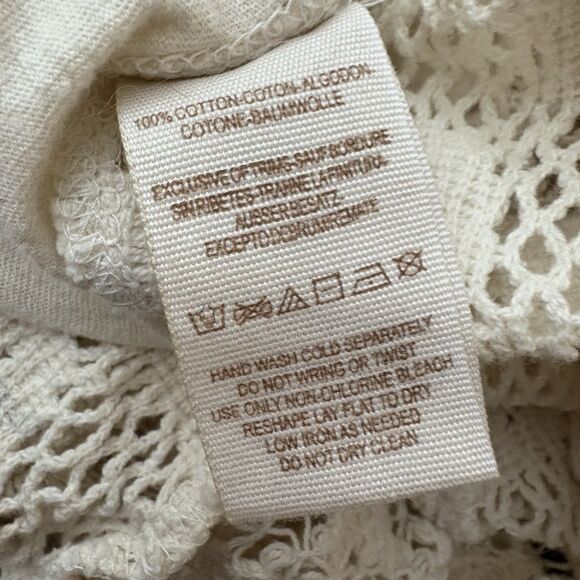 100% COTTON-COTON-ALGODON.
COTONE-BAUMWOLLE
EXCLUSIVE OF TRIMS-SAUF BORDURE
SIN RIBETES-TRANNE LA FINITURA
AUßER BESATZ.
EXCEPTO DEBRUMREMATE
HAND WASH COLD SEPARATELY
DO NOT WRING OR TWIST
USE ONLY NON-CHLORINE BLEACH
RESHAPE LAY FLAT TO DRY
LOW IRON AS NEEDED
DO NOT DRY CLEAN